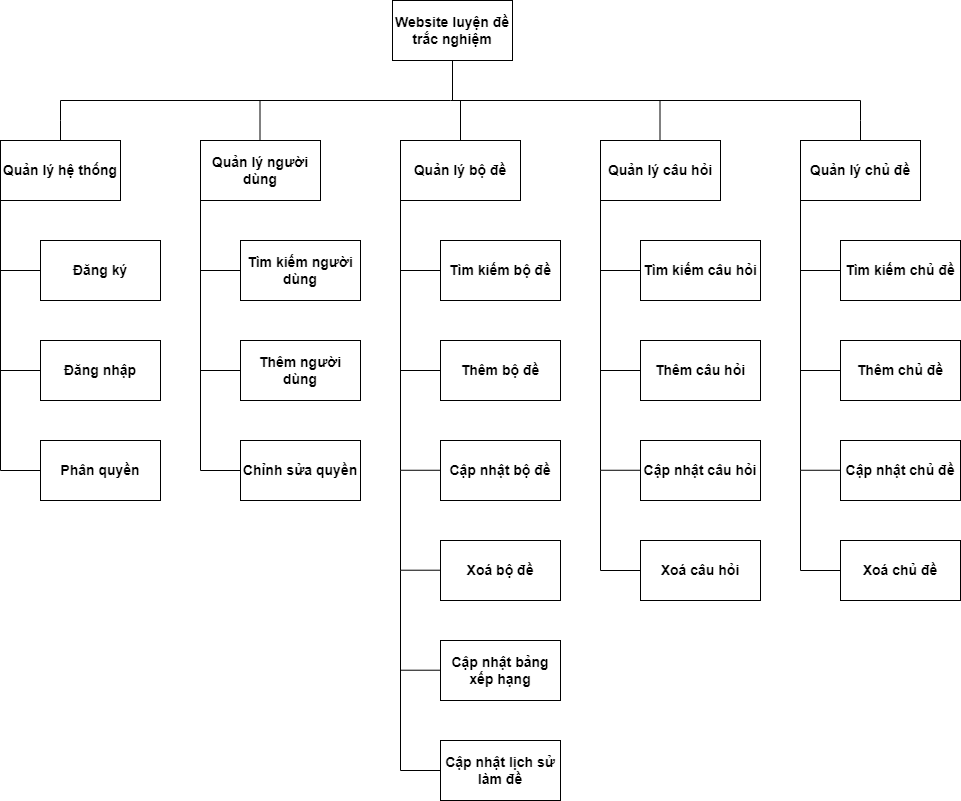 Website luyện đề
trắc nghiệm
Quản lý hệ thống
Đăng ký
Đăng nhập
Phân quyền
Quản lý người
dùng
Tìm kiếm người
dùng
Thêm người
dùng
Chỉnh sửa quyền
Quản lý bộ đề
Tìm kiếm bộ đề
Thêm bộ đề
Cập nhật bộ đề
Xoá bộ đề
Cập nhật bảng
xếp hạng
Cập nhật lịch sử
làm đề
Quản lý câu hỏi
Tìm kiếm câu hỏi
Thêm câu hỏi
Cập nhật câu hỏi
Xoá câu hỏi
Quản lý chủ đề
Tìm kiếm chủ đề
Thêm chủ đề
Cập nhật chủ đề
Xoá chủ đề